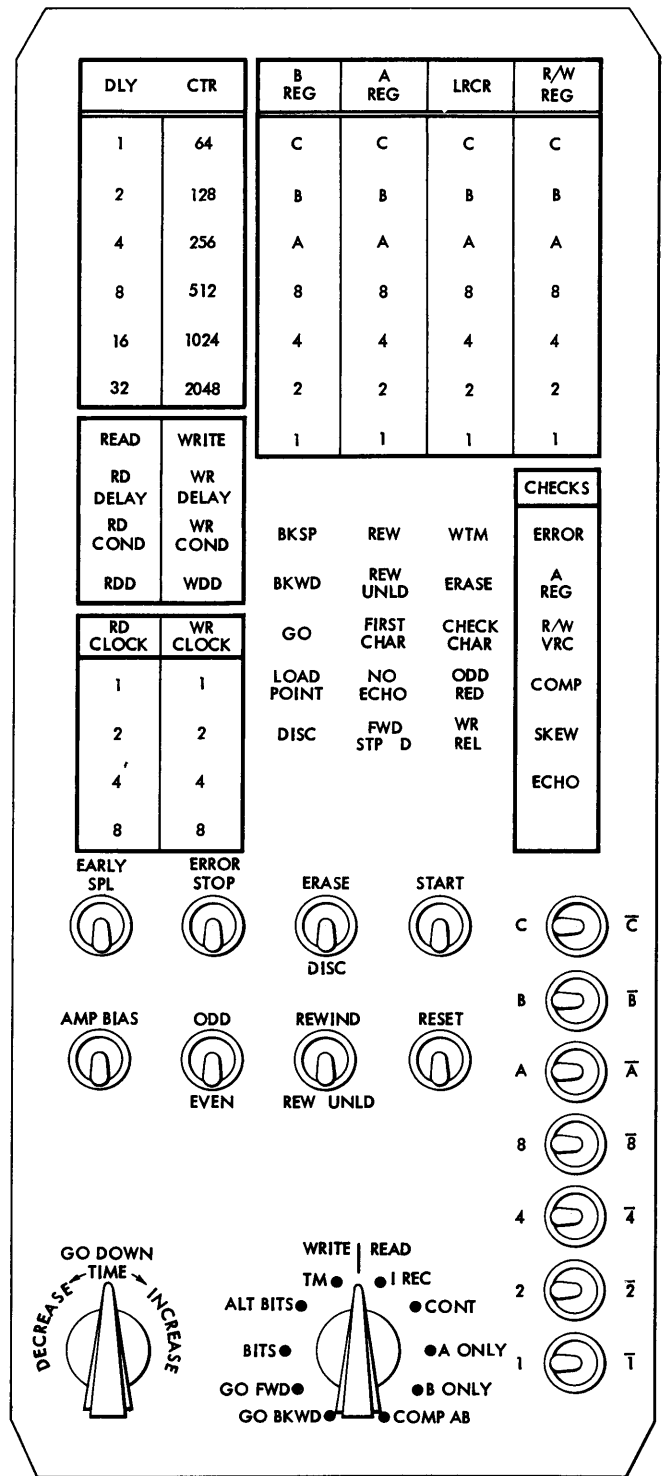 DLY CTR
1 64
2 128
4 256
8 512
16 1024
32 2048
B REG A REG LRCR R/W REG
C C C C
B B B B
A A A A
8 8 8 8
4 4 4 4
2 2 2 2
1 1 1 1
READ WRITE
RD DELAY WR DELAY
RD COND WR COND
RDD WDD
RD CLOCK WR CLOCK
1 1
2 2
4 4
8 8
BKSP REW WTM
BKWD REW UNLD ERASE
GO FIRST CHAR CHECK CHAR
LOAD POINT NO ECHO ODD RED
DISC FWD STP D WR REL
CHECKS
ERROR
A REG
R/W VRC
COMP
SKEW
ECHO
EARLY SPL
ERROR STOP
ERASE
DISC
START
AMP BIAS
ODD
EVEN
REWIND
REW UNLD
RESET
C C̅
B B̅
A A̅
8 8̅
4 4̅
2 2̅
1 1̅
GO DOWN
TIME
DECREASE INCREASE
WRITE | READ
TM I REC
ALT BITS CONT
BITS A ONLY
GO FWD B ONLY
GO BKWD COMP AB